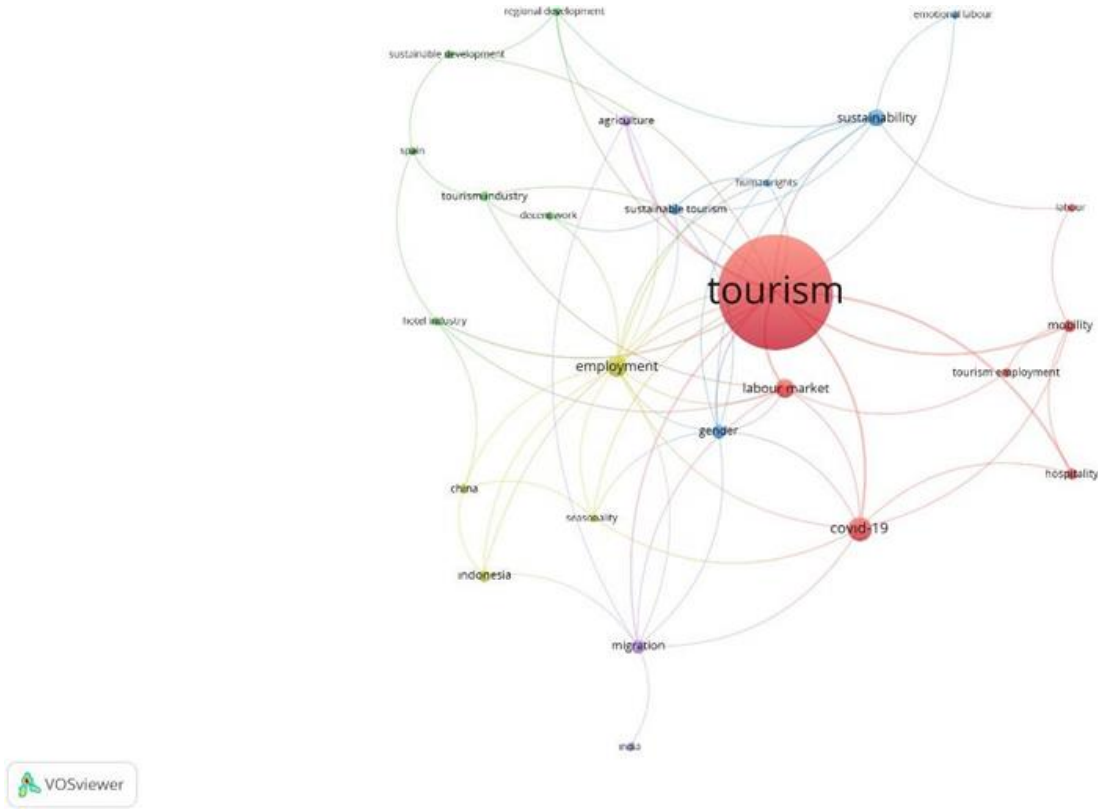 regional development
emotional labour
sustainable development
sustainability
agriculture
spain
human rights
tourism industry
sustainable tourism
decent work
labour
tourism
hotel industry
mobility
employment
tourism employment
labour market
gender
hospitality
china
seasonality
covid-19
indonesia
migration
india
VOSviewer